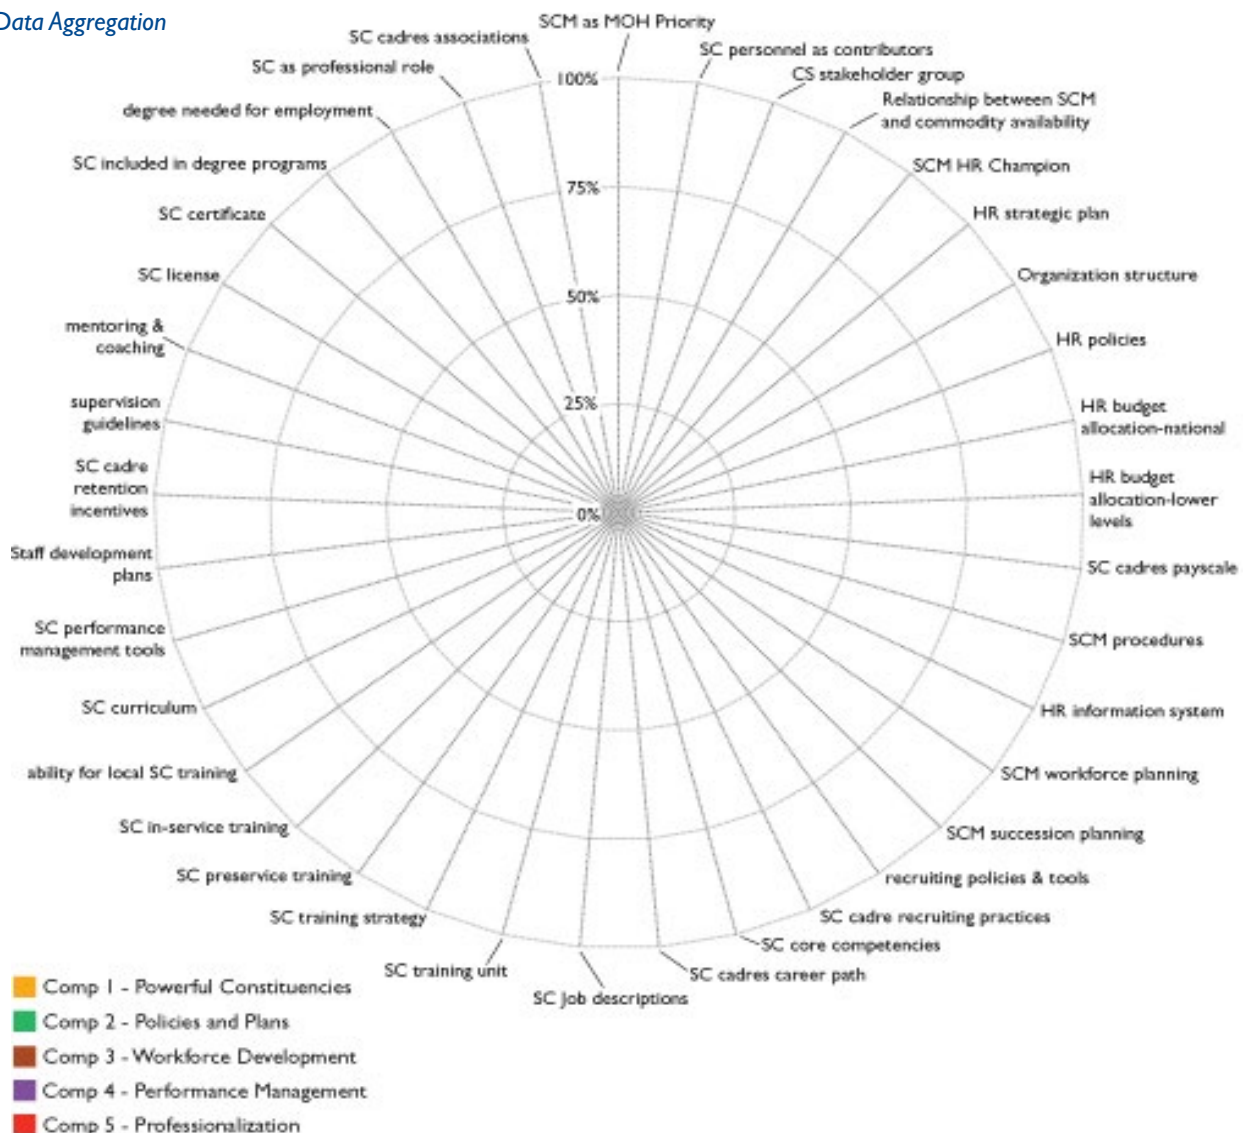 Data Aggregation
SCM as MOH Priority
SC personnel as contributors
CS stakeholder group
Relationship between SCM
and commodity availability
SCM HR Champion
HR strategic plan
Organization structure
HR policies
HR budget
allocation-national
HR budget
allocation-lower
levels
SC cadres payscale
SCM procedures
HR information system
SCM workforce planning
SCM succession planning
recruiting policies & tools
SC cadre recruiting practices
SC core competencies
SC cadres career path
SC Job descriptions
SC training unit
SC training strategy
SC preservice training
SC in-service training
ability for local SC training
SC curriculum
SC performance
management tools
Staff development
plans
SC cadre
retention
incentives
supervision
guidelines
mentoring &
coaching
SC license
SC certificate
SC included in degree programs
degree needed for employment
SC as professional role
SC cadres associations
100%
75%
50%
25%
0%
Comp 1 - Powerful Constituencies
Comp 2 - Policies and Plans
Comp 3 - Workforce Development
Comp 4 - Performance Management
Comp 5 - Professionalization